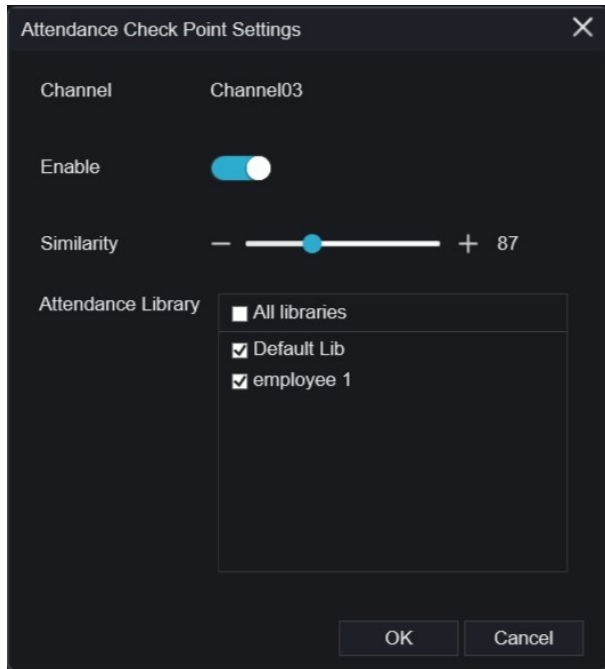 Attendance Check Point Settings
Channel Channel03
Enable
Similarity 87
Attendance Library
All libraries
Default Lib
employee 1
OK Cancel